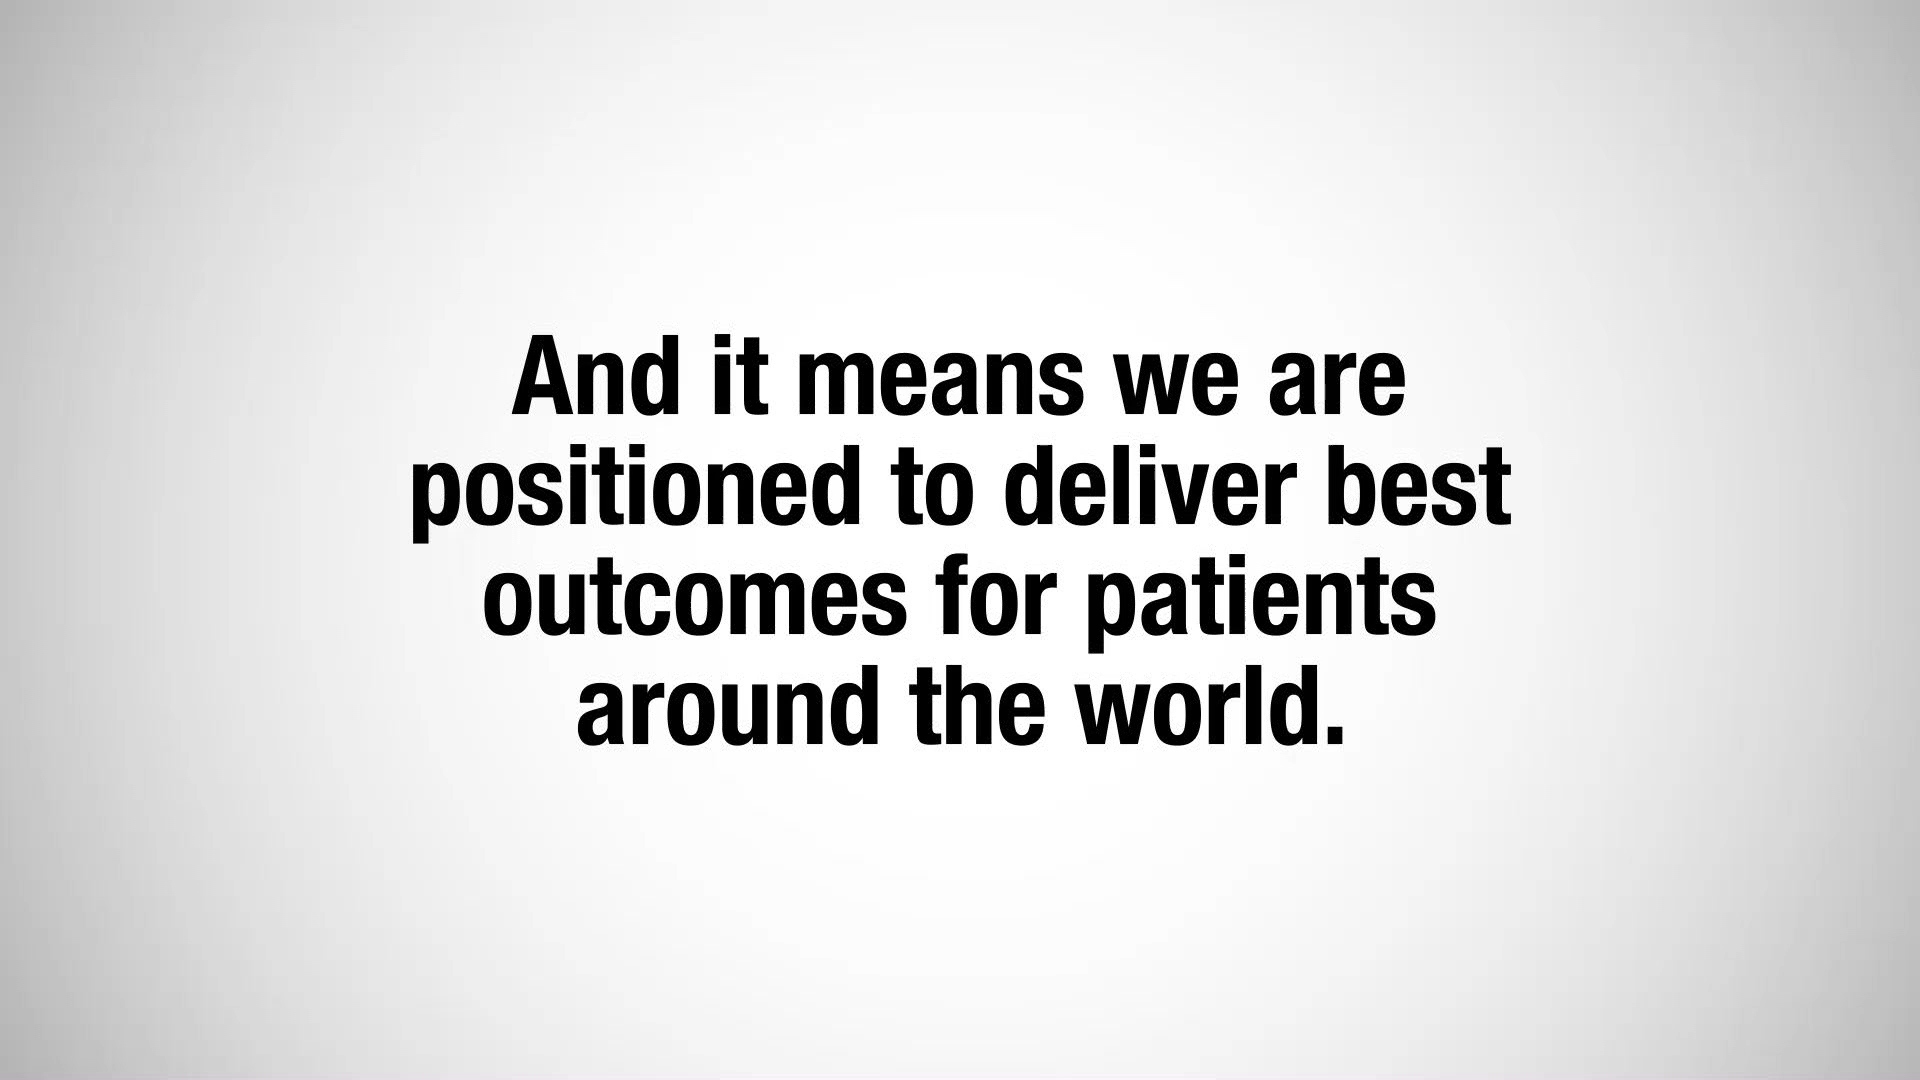 And it means we are
positioned to deliver best
outcomes for patients
around the world.